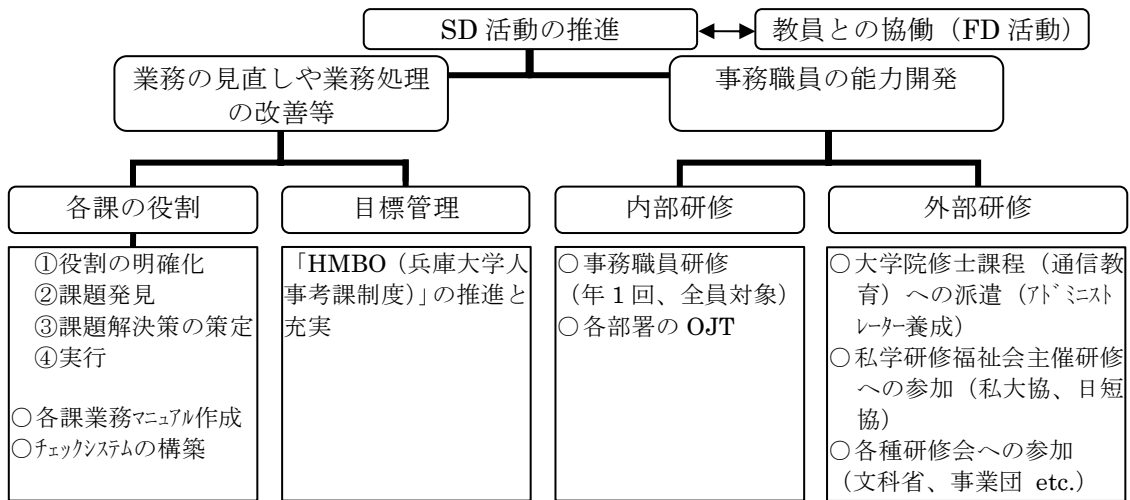 SD 活動の推進
教員との協働（FD 活動）
業務の見直しや業務処理
の改善等
事務職員の能力開発
各課の役割
目標管理
内部研修
外部研修
①役割の明確化
②課題発見
③課題解決策の策定
④実行
○各課業務ﾏﾆｭｱﾙ作成
○ﾁｪｯｸｼｽﾃﾑの構築
「HMBO（兵庫大学人
事考課制度）」の推進と
充実
○事務職員研修
（年１回、全員対象）
○各部署の OJT
○大学院修士課程（通信教
育）への派遣（ｱﾄﾞﾐﾆｽﾄ
ﾚｰﾀｰ養成）
○私学研修福祉会主催研修
への参加（私大協、日短
協）
○各種研修会への参加
（文科省、事業団 etc.）